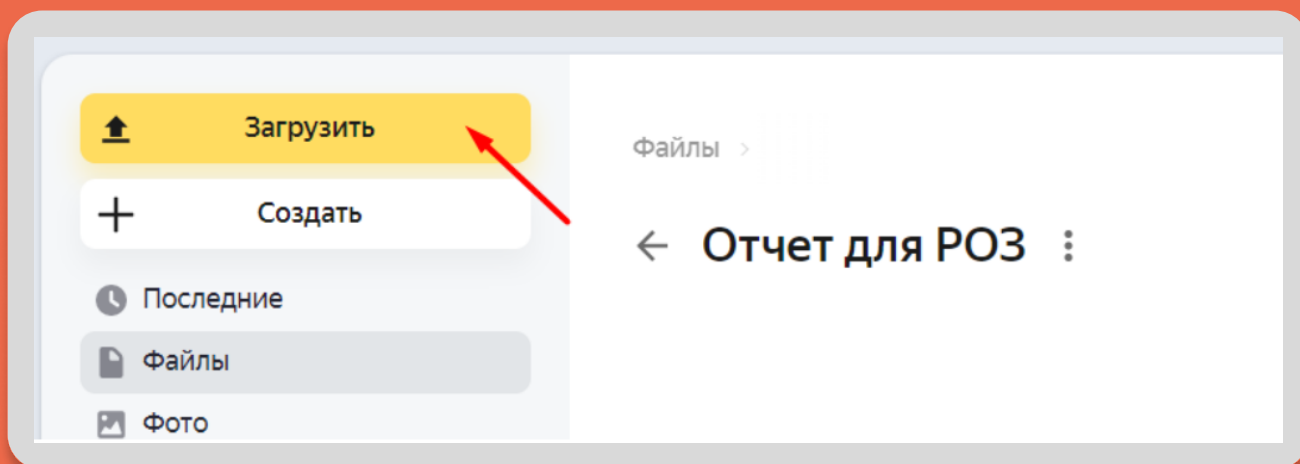 Загрузить
Создать
Последние
Файлы
Фото
Файлы >
← Отчет для РОЗ